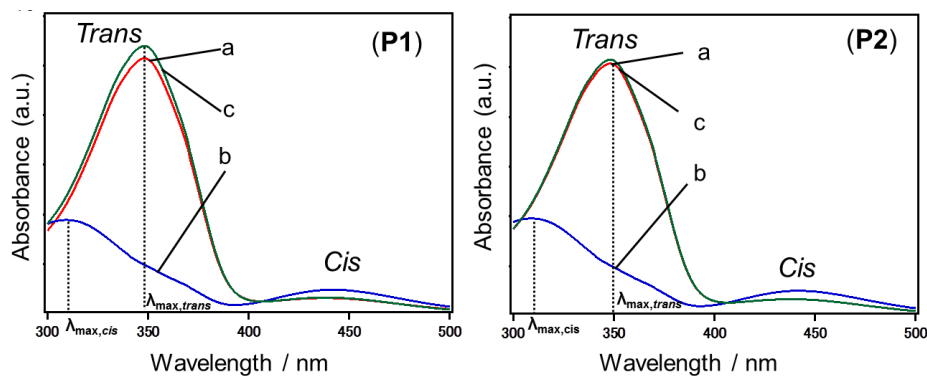 Trans
(P1)
a
c
b
Cis
Absorbance (a.u.)
λmax,cis
λmax,trans
300 350 400 450 500
Wavelength / nm
Trans
(P2)
a
c
b
Cis
Absorbance (a.u.)
λmax,cis
λmax,trans
300 350 400 450 500
Wavelength / nm